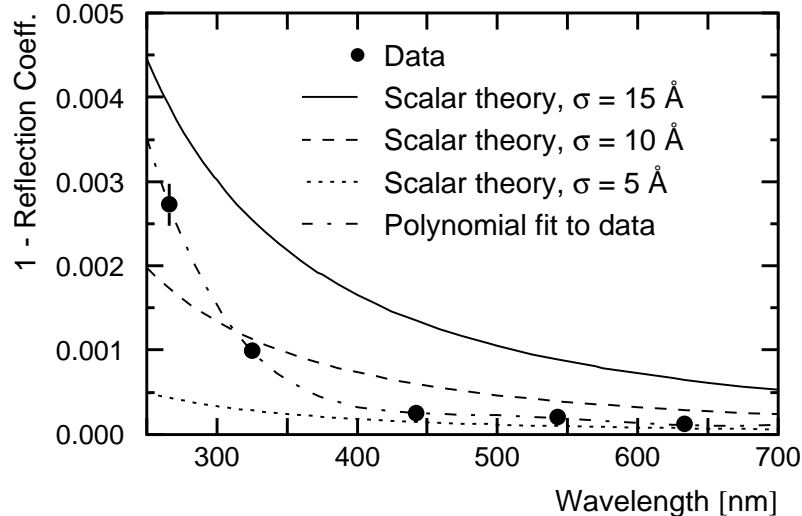 1 - Reflection Coeff.
0.005
0.004
0.003
0.002
0.001
0.000
Data
Scalar theory, σ = 15 Å
Scalar theory, σ = 10 Å
Scalar theory, σ = 5 Å
Polynomial fit to data
300 400 500 600 700
Wavelength [nm]